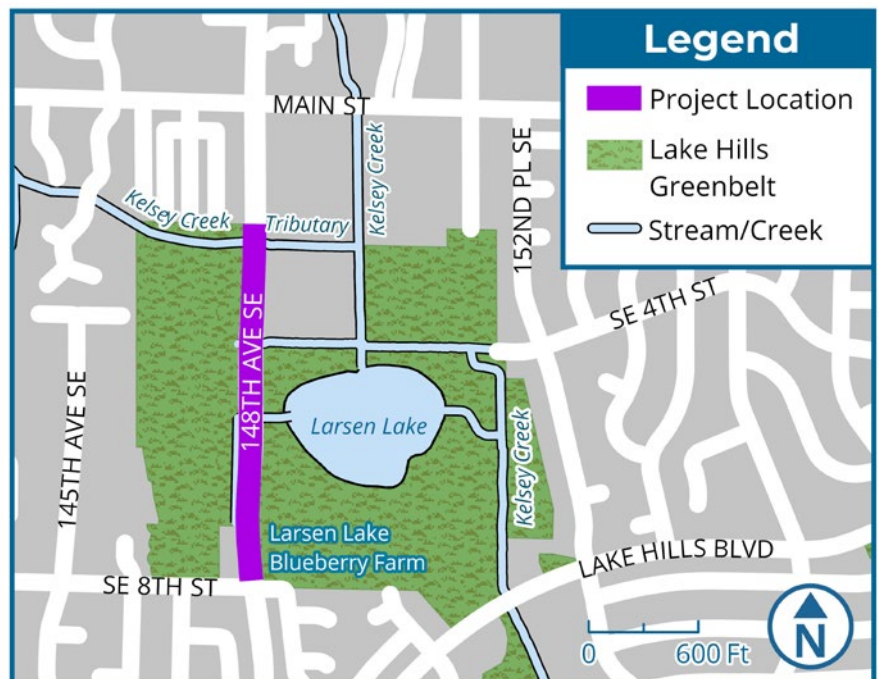 Legend
Project Location
Lake Hills
Greenbelt
Stream/Creek
MAIN ST
Kelsey Creek
152ND PL SE
Kelsey Creek
Tributary
SE 4TH ST
148TH AVE SE
145TH AVE SE
Larsen Lake
Kelsey Creek
Larsen Lake
Blueberry Farm
LAKE HILLS BLVD
SE 8TH ST
0
600 Ft
N